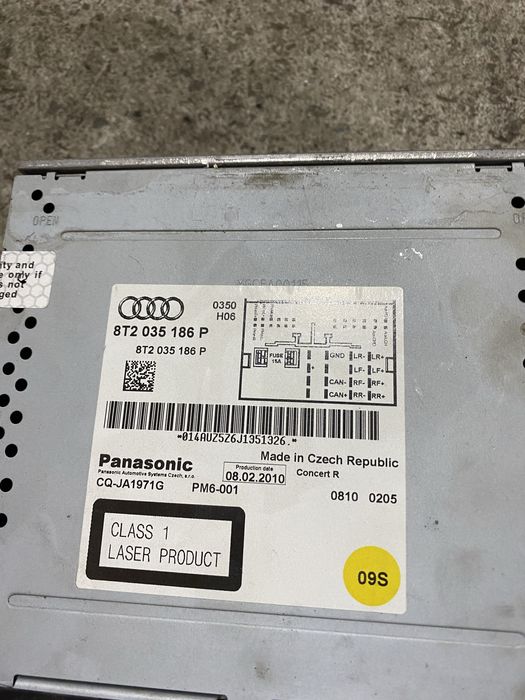 OPEN
ity and
e only if
s not
ged
0350
H06
8T2 035 186 P
8T2 035 186 P
FUSE
15A
GND LR- LR+
+ LF- LF+
CAN- RF- RF+
CAN+ RR- RR+
*014AUZ5Z6J1351326.*
Made in Czech Republic
Panasonic
Panasonic Automotive Systems Czech, s.r.o.
Production date
08.02.2010
Concert R
CQ-JA1971G
PM6-001
0810 0205
CLASS 1
LASER PRODUCT
09S